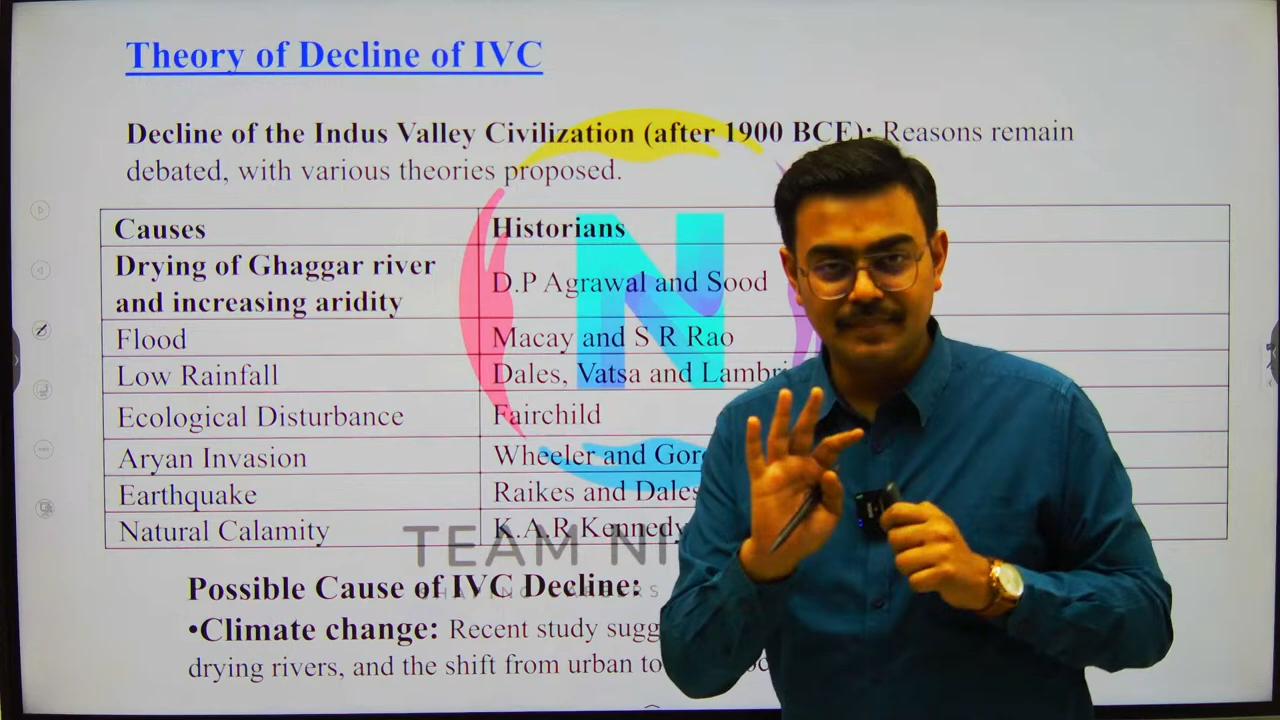 Theory of Decline of IVC
Decline of the Indus Valley Civilization (after 1900 BCE): Reasons remain
debated, with various theories proposed.
Causes Historians
Drying of Ghaggar river
and increasing aridity
D.P Agrawal and Sood
Flood Macay and S R Rao
Low Rainfall Dales, Vatsa and Lambri
Ecological Disturbance Fairchild
Aryan Invasion Wheeler and Gor
Earthquake Raikes and Dales
Natural Calamity K.A.R Kennedy
TEAM
Possible Cause of IVC Decline:
•Climate change: Recent study sugg
drying rivers, and the shift from urban to